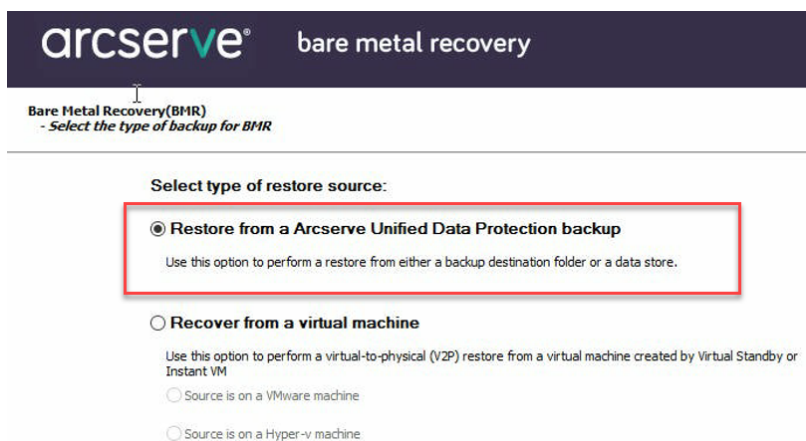 arcserve® bare metal recovery
Bare Metal Recovery(BMR)
- Select the type of backup for BMR
Select type of restore source:
Restore from a Arcserve Unified Data Protection backup
Use this option to perform a restore from either a backup destination folder or a data store.
Recover from a virtual machine
Use this option to perform a virtual-to-physical (V2P) restore from a virtual machine created by Virtual Standby or
Instant VM
Source is on a VMware machine
Source is on a Hyper-v machine